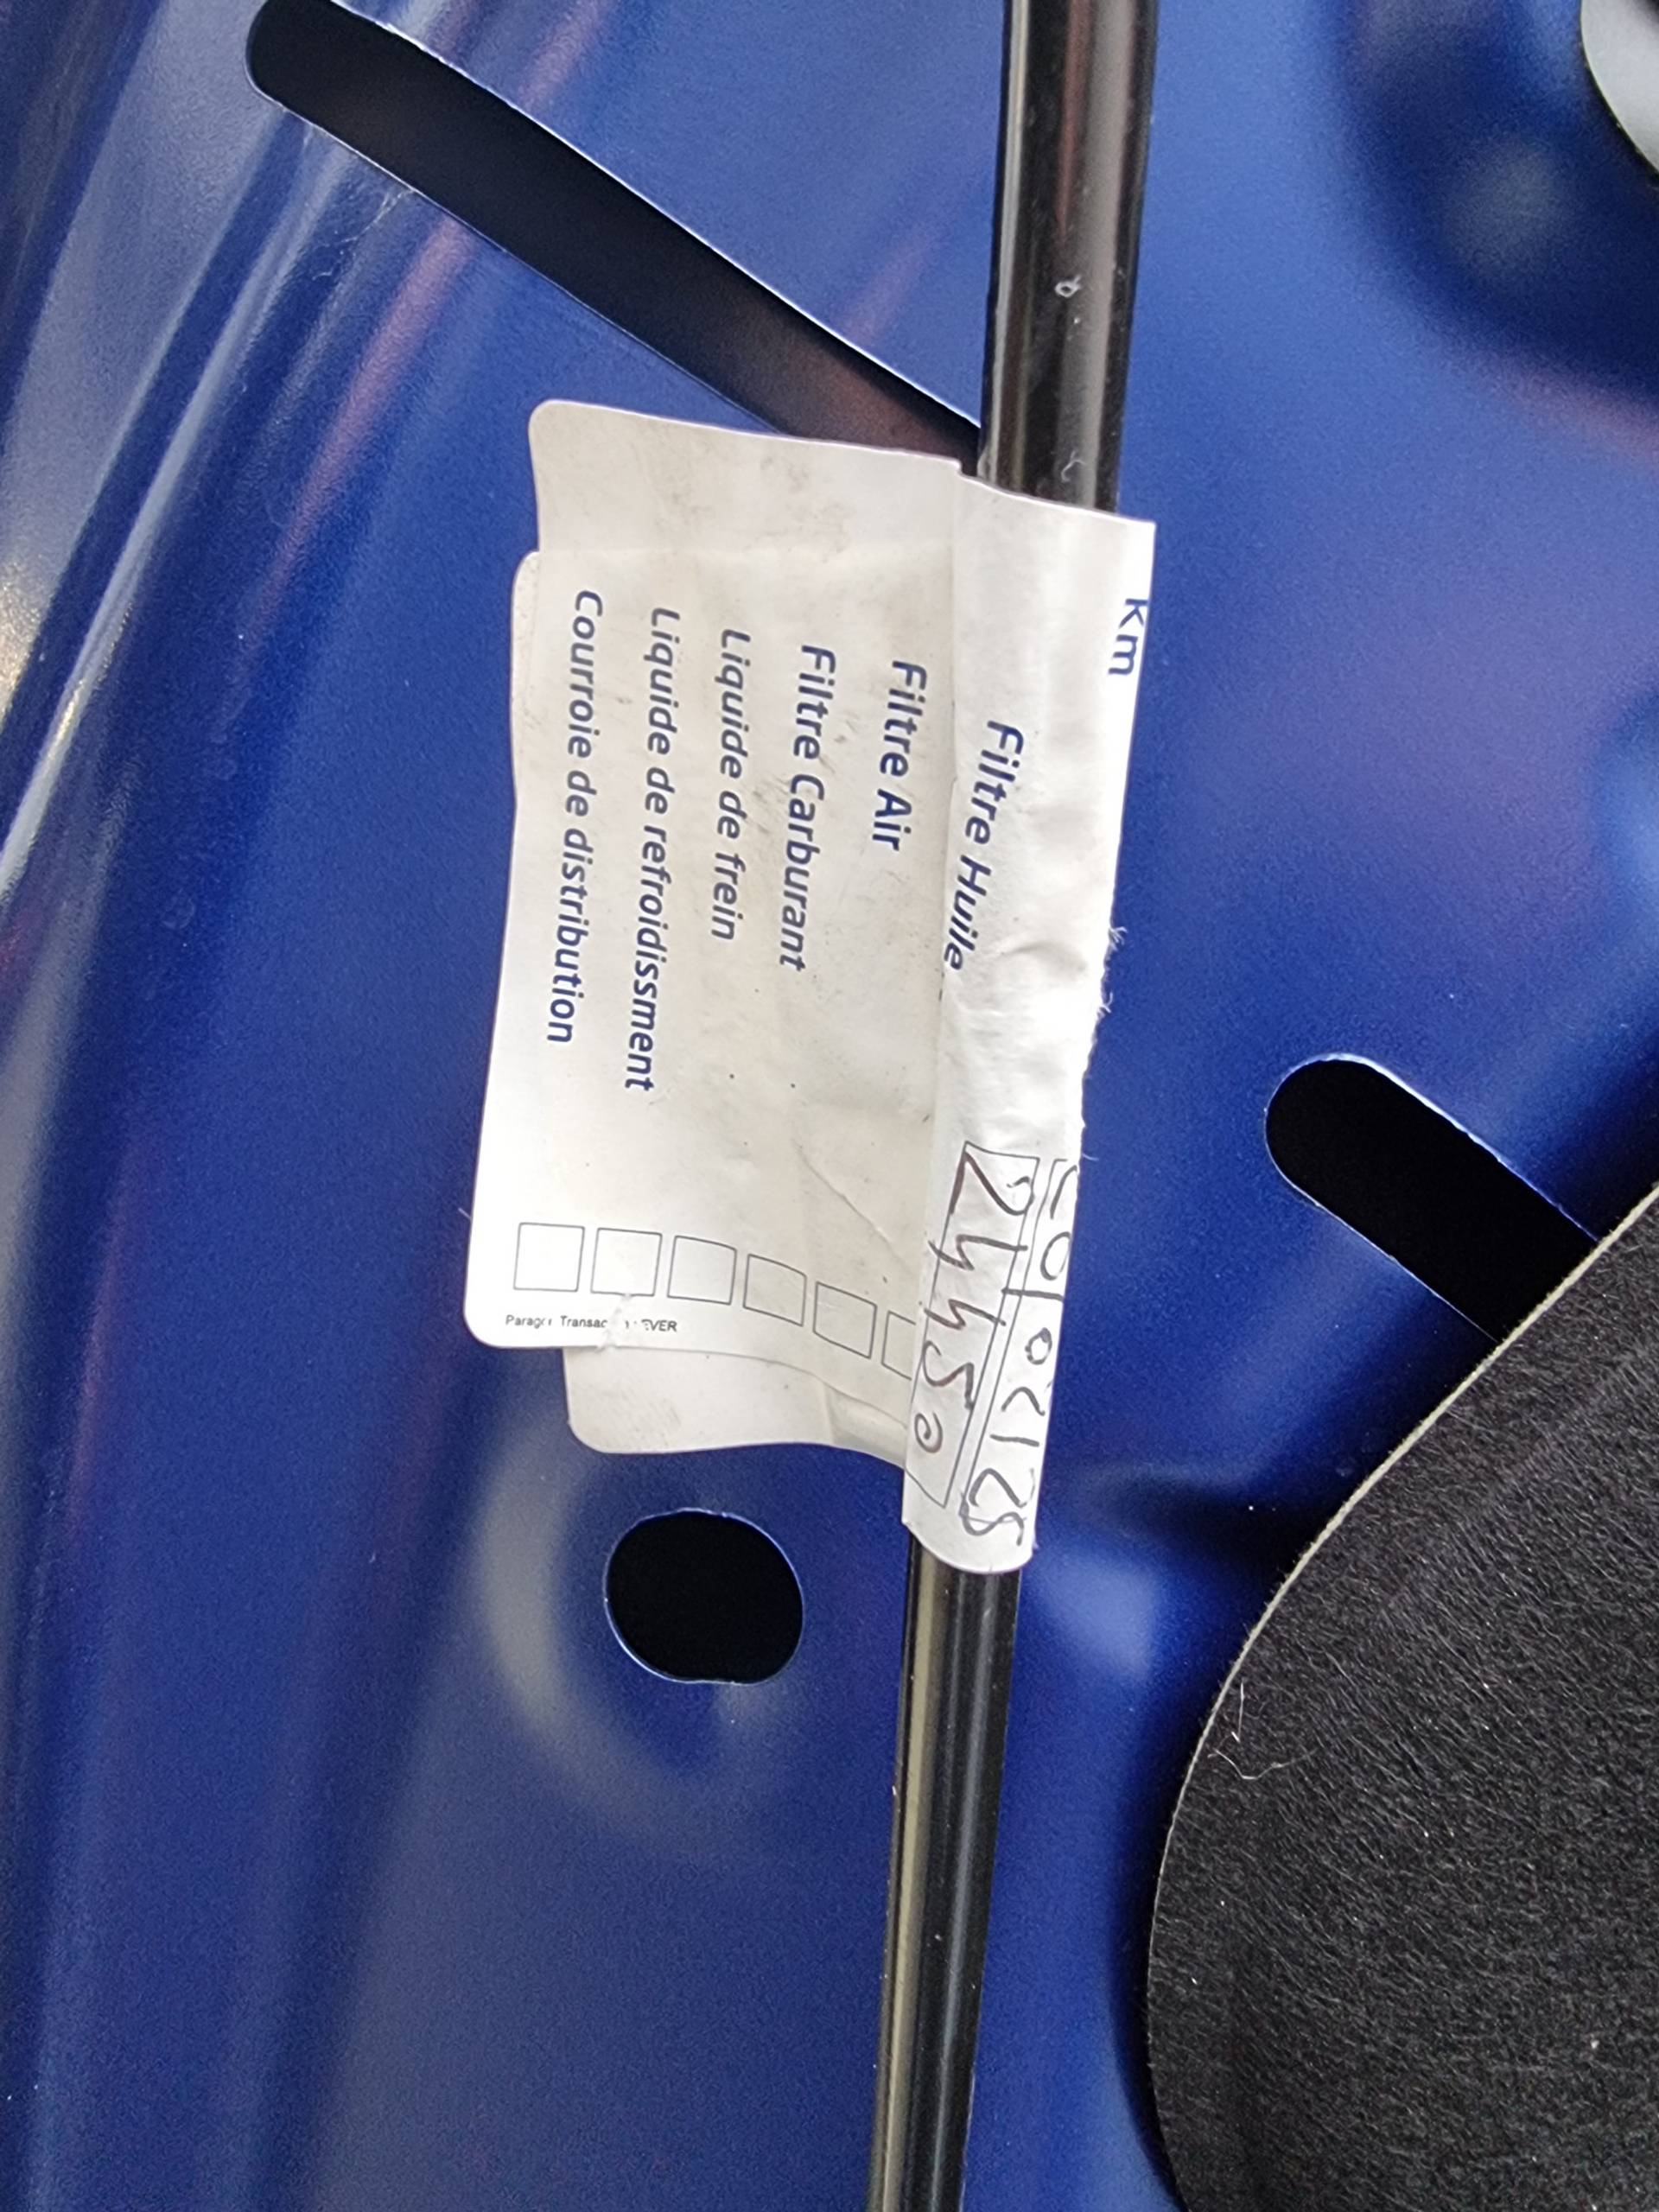 km
24450
Filtre Huile
Filtre Air
Filtre Carburant
Liquide de frein
Liquide de refroidissment
Courroie de distribution